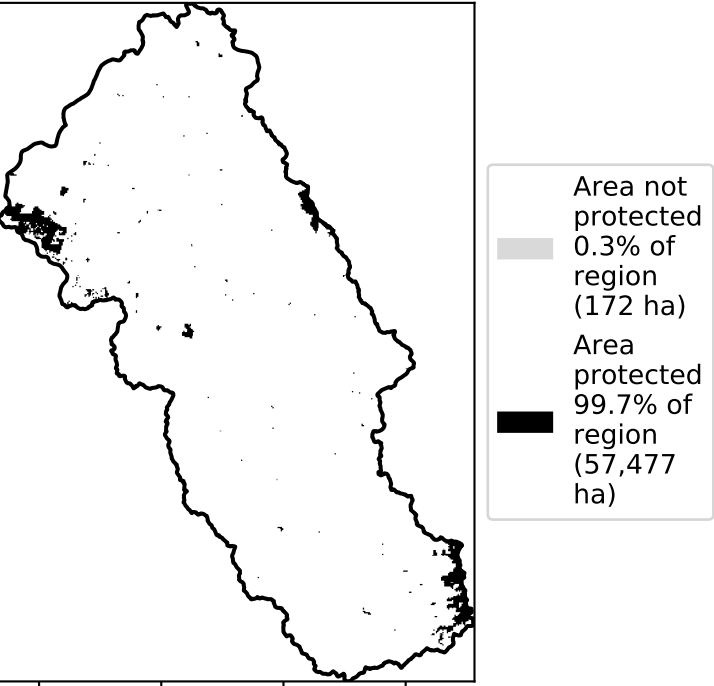 Area not
protected
0.3% of
region
(172 ha)
Area
protected
99.7% of
region
(57,477
ha)